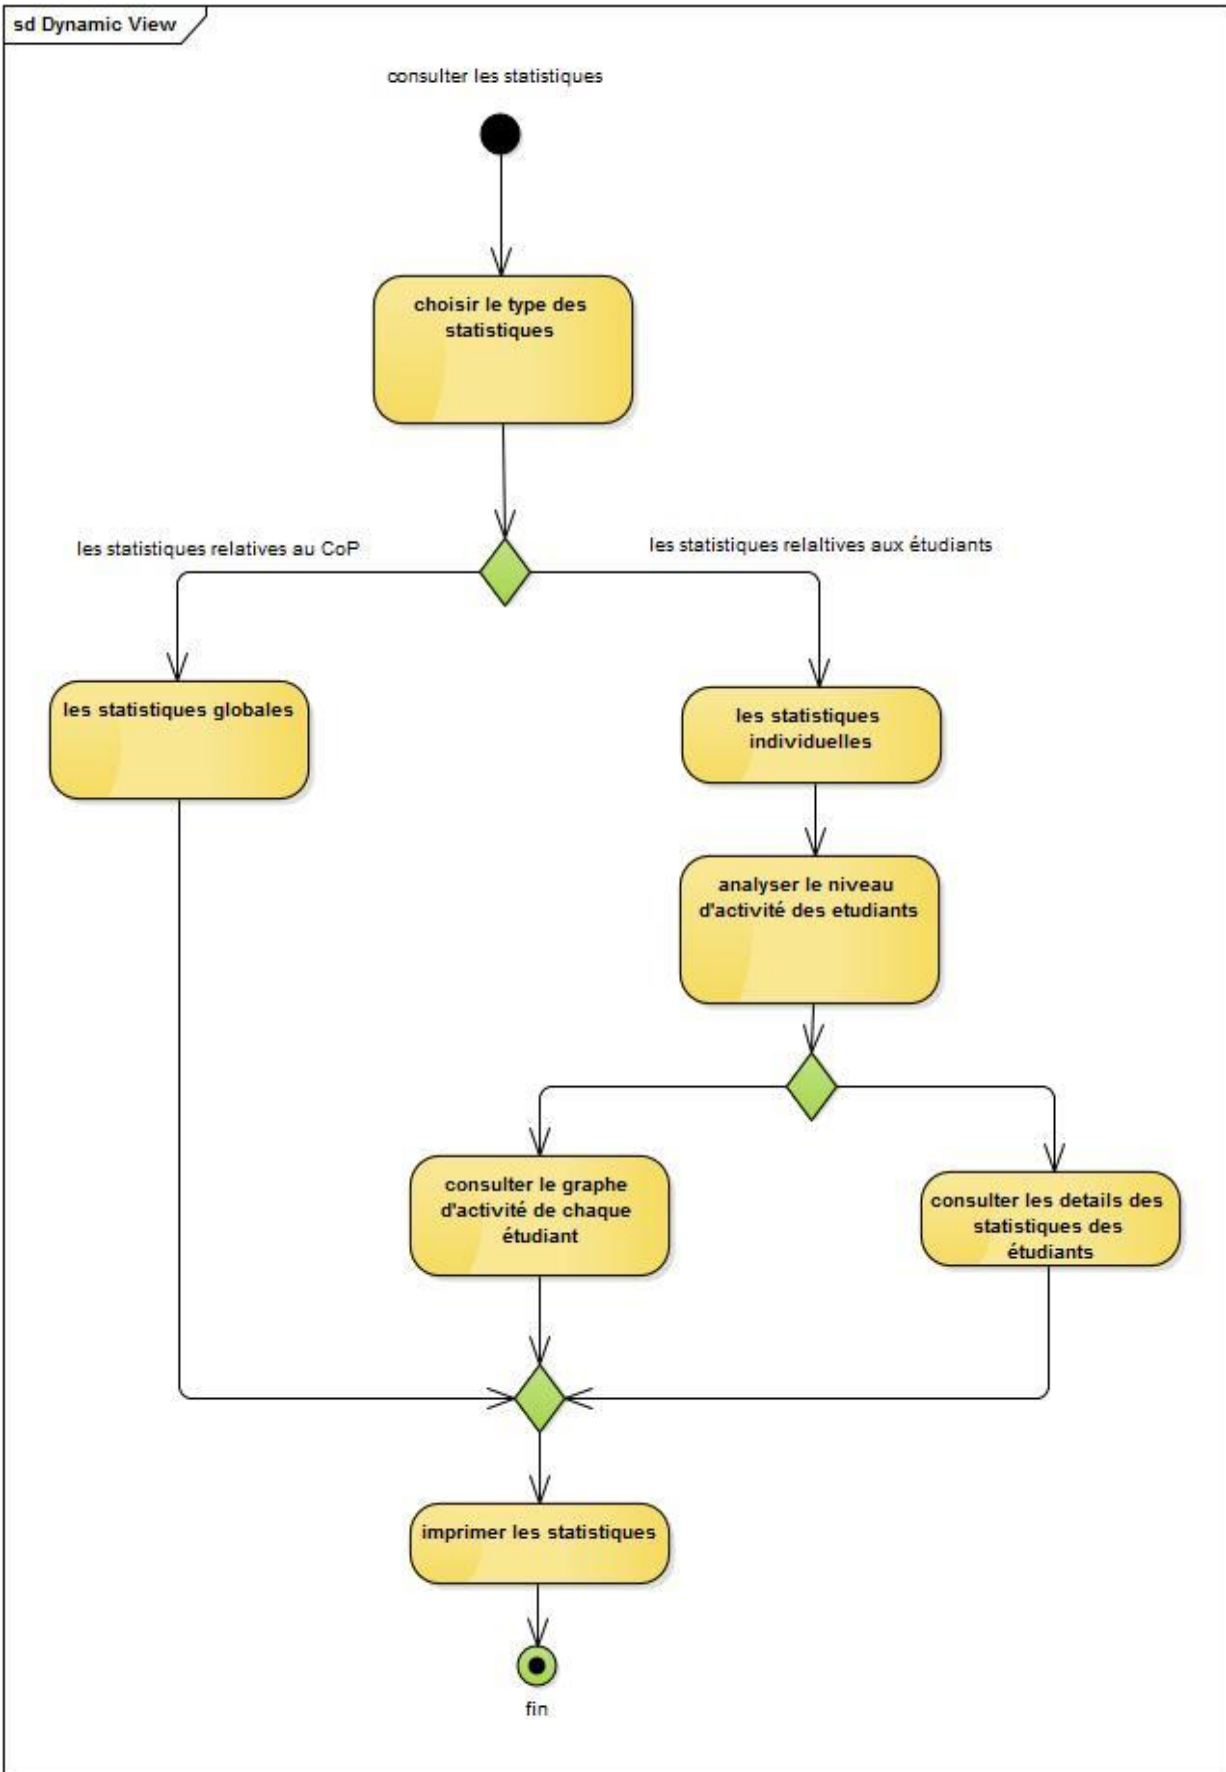 sd Dynamic View
consulter les statistiques
choisir le type des
statistiques
les statistiques relatives au CoP
les statistiques relaltives aux étudiants
les statistiques globales
les statistiques
individuelles
analyser le niveau
d'activité des etudiants
consulter le graphe
d'activité de chaque
étudiant
consulter les details des
statistiques des
étudiants
imprimer les statistiques
fin